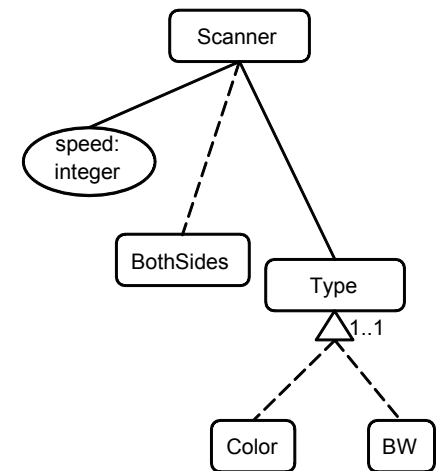 Scanner
speed:
integer
BothSides
Type
1..1
Color
BW